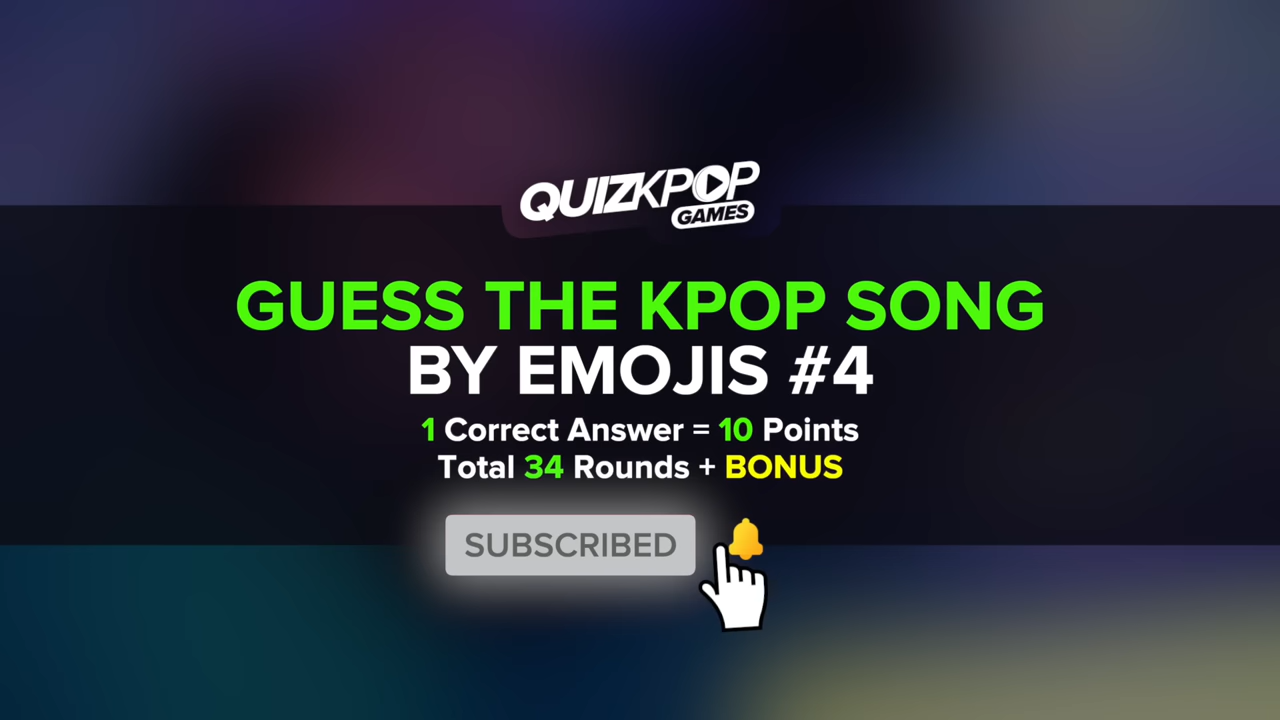 QUIZKPOP
GAMES
GUESS THE KPOP SONG
BY EMOJIS #4
1 Correct Answer = 10 Points
Total 34 Rounds + BONUS
SUBSCRIBED